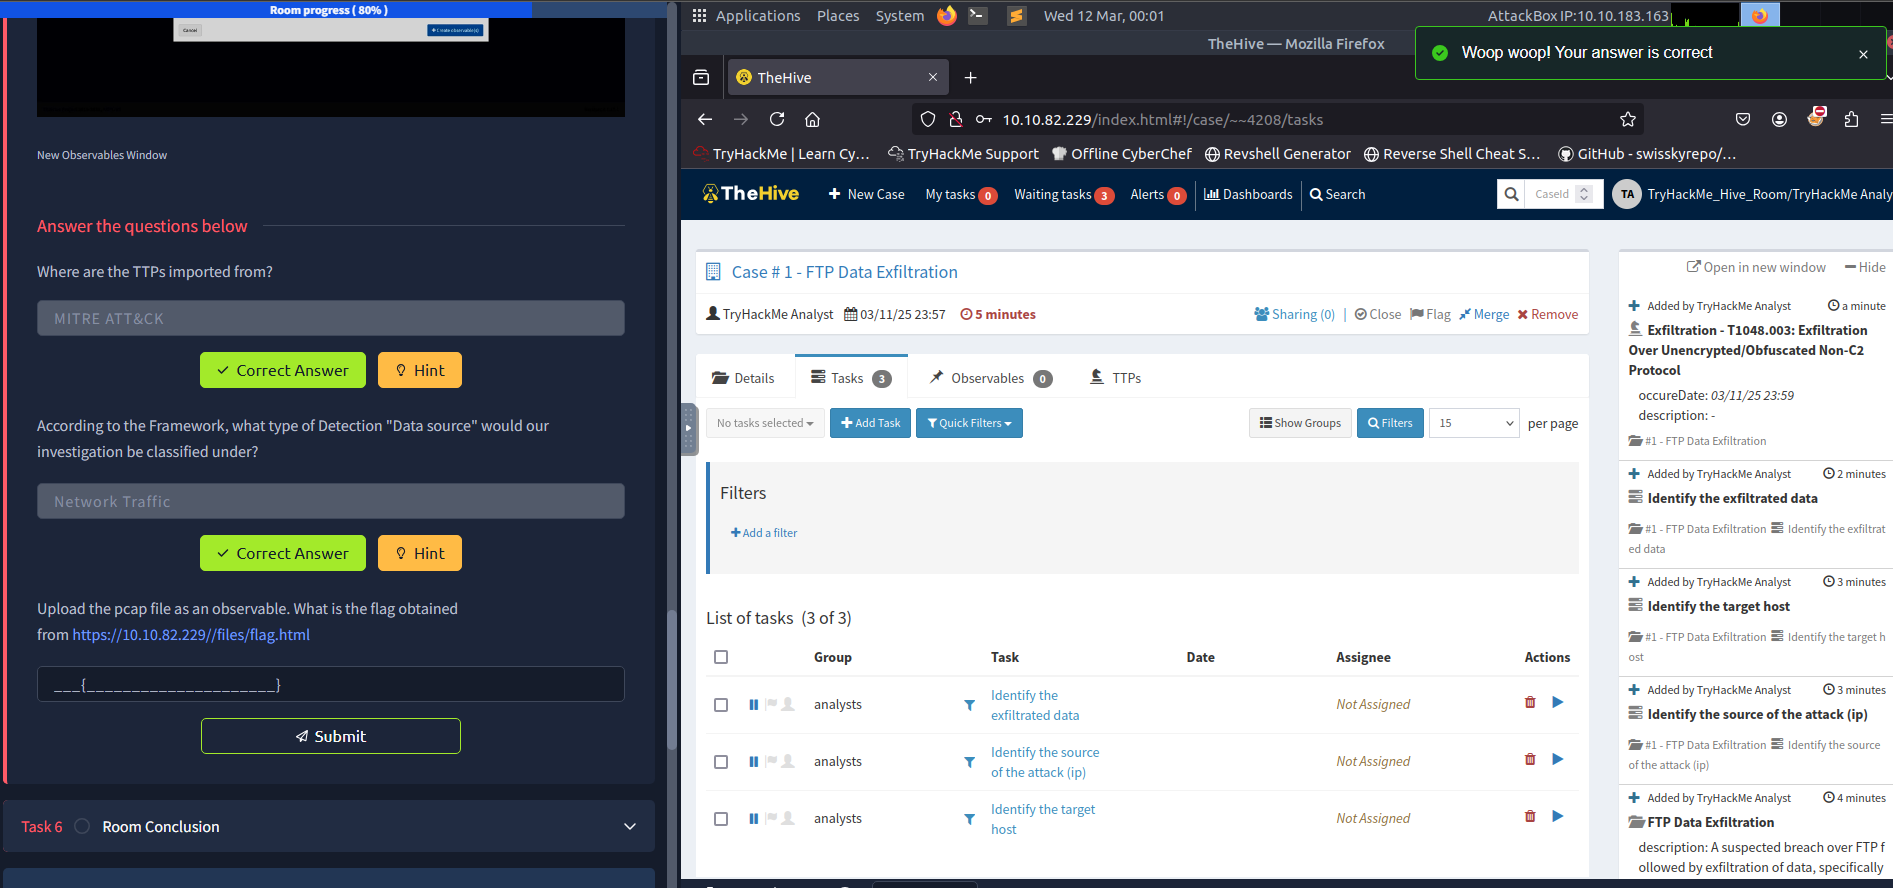 Room progress ( 80% )
Cancel
+ Create observable(s)
New Observables Window
Answer the questions below
Where are the TTPs imported from?
MITRE ATT&CK
Correct Answer
Hint
According to the Framework, what type of Detection "Data source" would our
investigation be classified under?
Network Traffic
Correct Answer
Hint
Upload the pcap file as an observable. What is the flag obtained
from https://10.10.82.229//files/flag.html
___{_____________________}
Submit
Task 6 Room Conclusion
Applications Places System Wed 12 Mar, 00:01 AttackBox IP:10.10.183.163
TheHive — Mozilla Firefox
Woop woop! Your answer is correct
TheHive
10.10.82.229/index.html#!/case/~~4208/tasks
TryHackMe | Learn Cy... TryHackMe Support Offline CyberChef Revshell Generator Reverse Shell Cheat S... GitHub - swisskyrepo/...
TheHive + New Case My tasks 0 Waiting tasks 3 Alerts 0 Dashboards Search CaseId TA TryHackMe_Hive_Room/TryHackMe Analy
Case # 1 - FTP Data Exfiltration
TryHackMe Analyst 03/11/25 23:57 5 minutes Sharing (0) | Close Flag Merge Remove
Details Tasks 3 Observables 0 TTPs
No tasks selected + Add Task Quick Filters Show Groups Filters 15 per page
Filters
+ Add a filter
List of tasks (3 of 3)
Group Task Date Assignee Actions
analysts Identify the
exfiltrated data Not Assigned
analysts Identify the source
of the attack (ip) Not Assigned
analysts Identify the target
host Not Assigned
Open in new window Hide
Added by TryHackMe Analyst a minute
Exfiltration - T1048.003: Exfiltration
Over Unencrypted/Obfuscated Non-C2
Protocol
occureDate: 03/11/25 23:59
description: -
#1 - FTP Data Exfiltration
Added by TryHackMe Analyst 2 minutes
Identify the exfiltrated data
#1 - FTP Data Exfiltration Identify the exfiltrat
ed data
Added by TryHackMe Analyst 3 minutes
Identify the target host
#1 - FTP Data Exfiltration Identify the target h
ost
Added by TryHackMe Analyst 3 minutes
Identify the source of the attack (ip)
#1 - FTP Data Exfiltration Identify the source
of the attack (ip)
Added by TryHackMe Analyst 4 minutes
FTP Data Exfiltration
description: A suspected breach over FTP f
ollowed by exfiltration of data, specifically